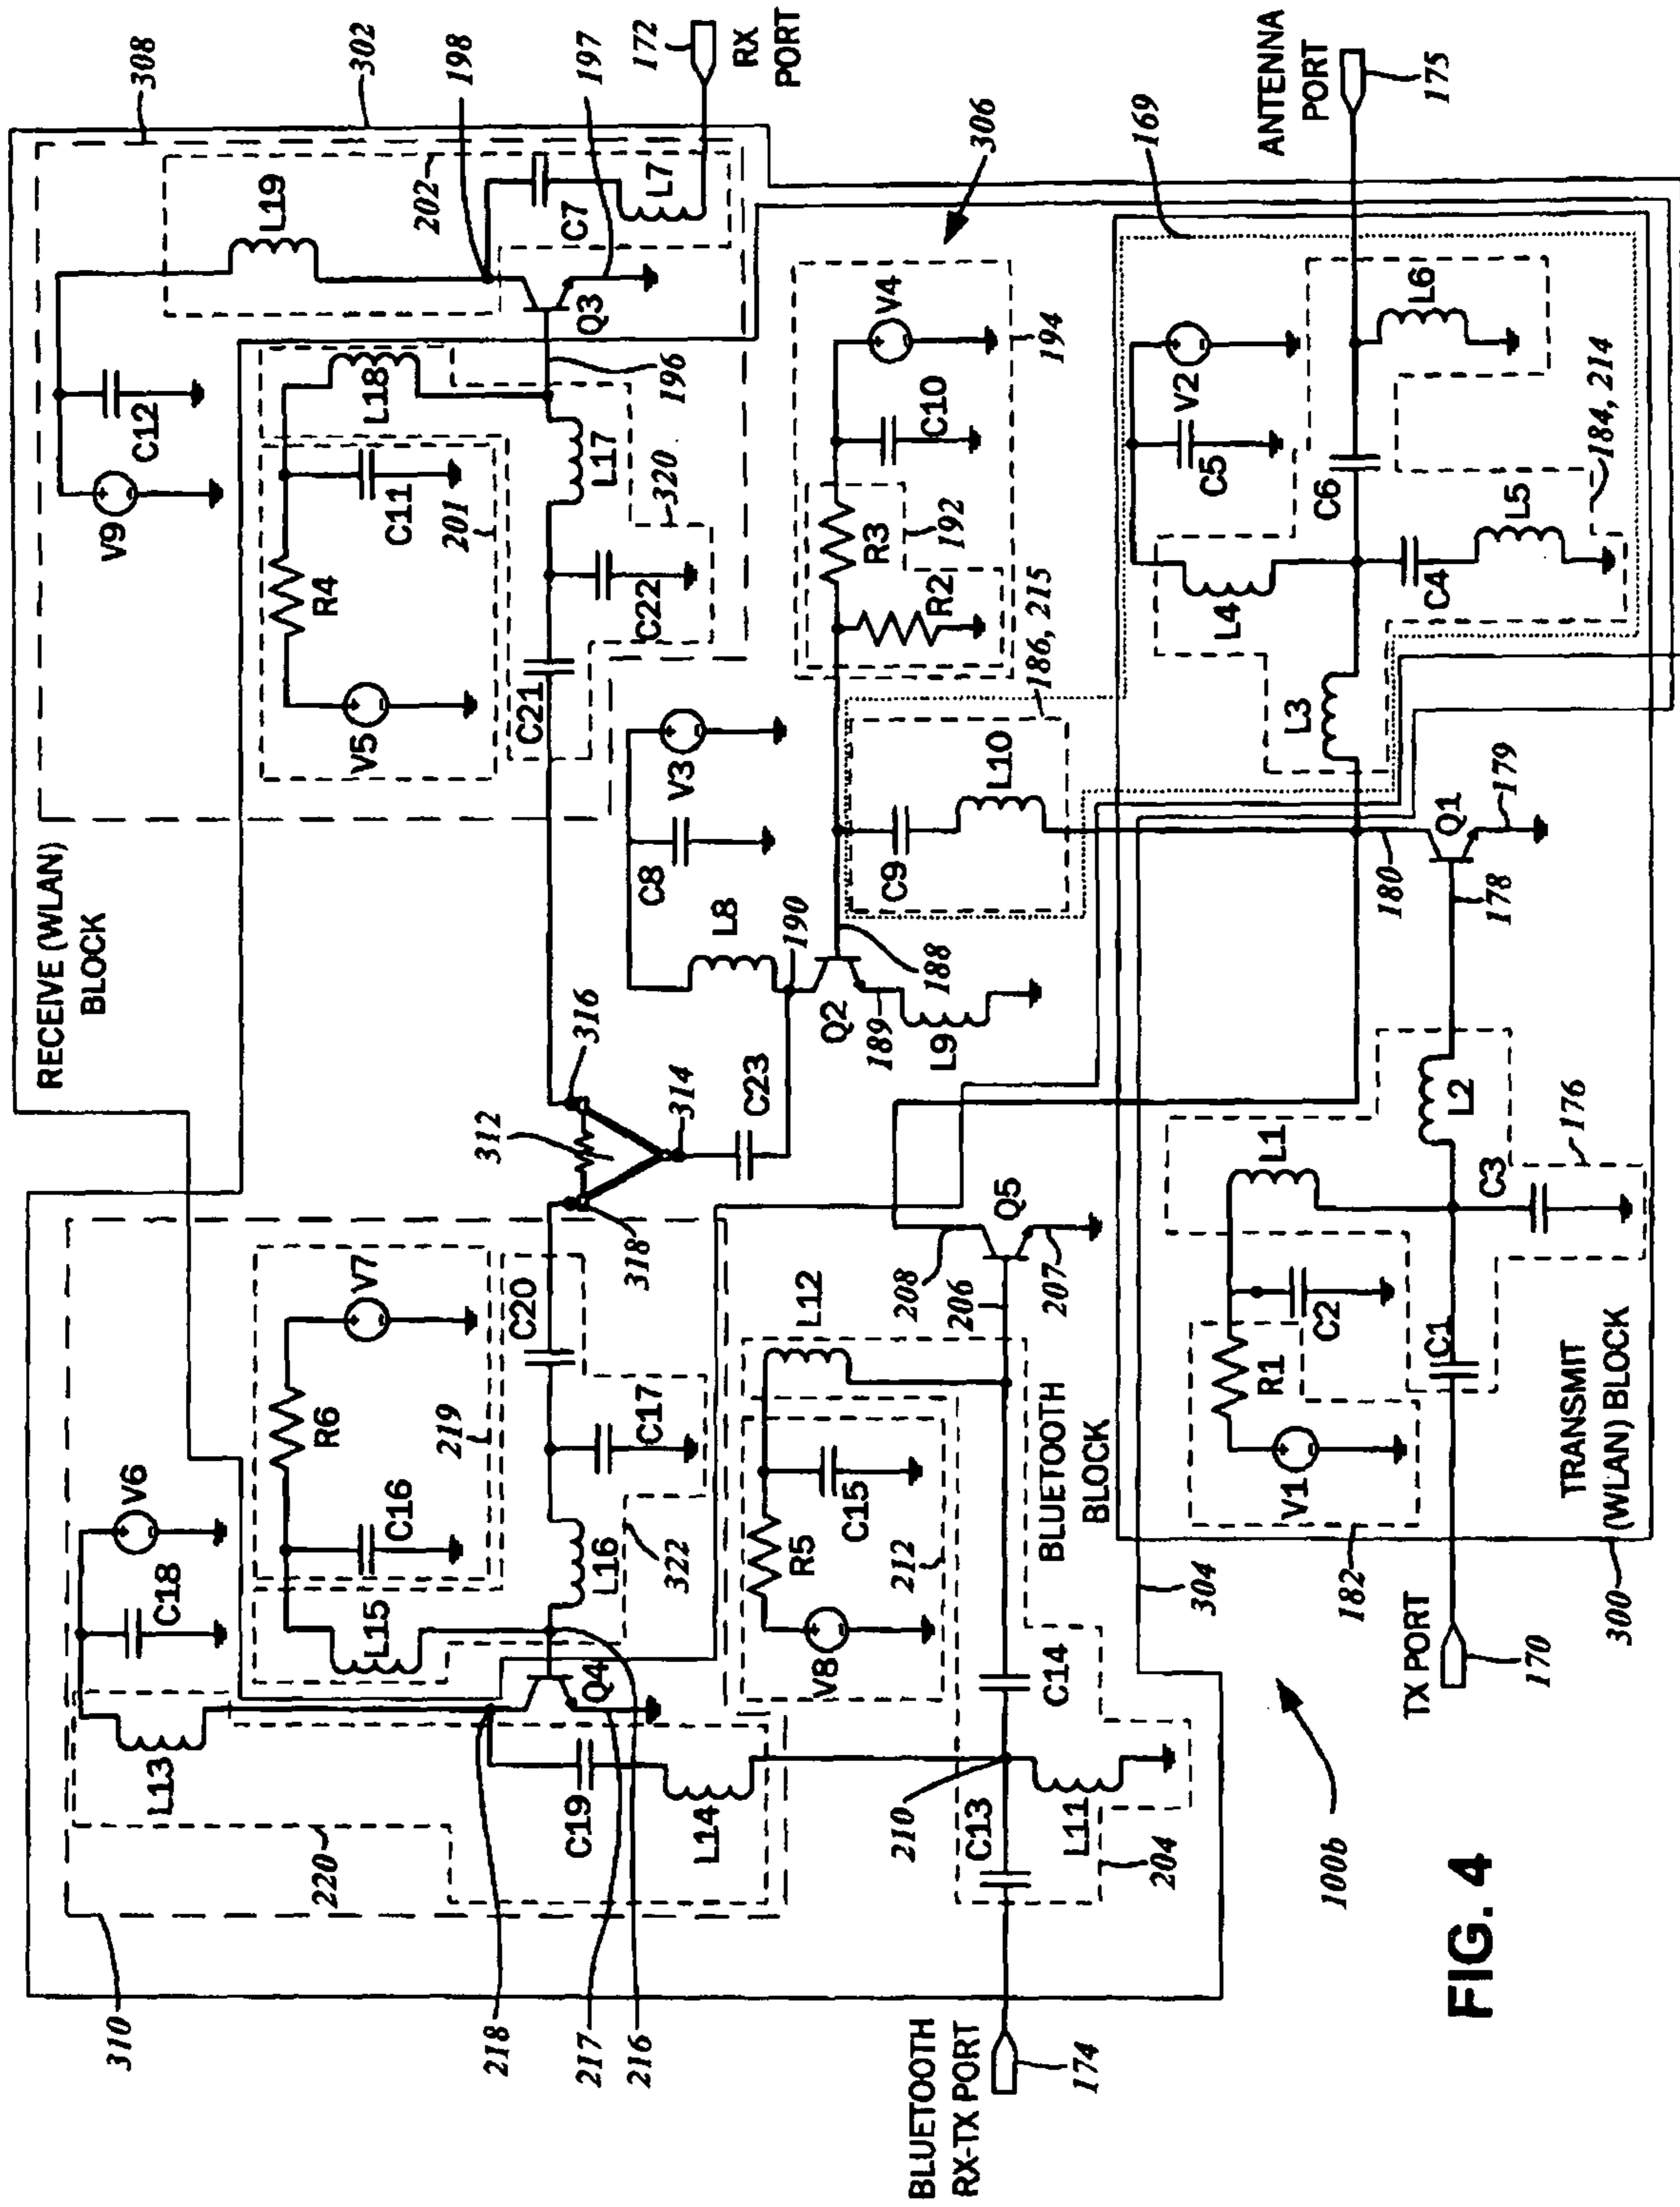 RECEIVE (WLAN)
BLOCK
308
302
198
172
RX
PORT
197
V9
C12
L19
202
C7
L7
Q3
196
R4
L18
C11
201
V5
L17
320
C22
C21
306
V4
194
C10
R3
192
R2
186, 215
ANTENNA
PORT
175
169
V2
L6
C5
C6
184, 214
L5
L4
C4
L3
V3
C8
L8
190
L10
C9
188
Q2
189
L9
180
Q1
179
178
316
312
314
C23
318
V7
C20
R6
219
C17
V6
C16
C18
L16
322
L15
L13
Q4
C19
L14
220
310
218
217
216
L12
Q5
208
206
207
BLUETOOTH
BLOCK
C15
R5
212
V8
C14
210
C13
L11
204
304
L1
L2
176
C3
C2
R1
C1
V1
182
TRANSMIT
(WLAN) BLOCK
300
TX PORT
170
BLUETOOTH
RX-TX PORT
174
100b
FIG. 4